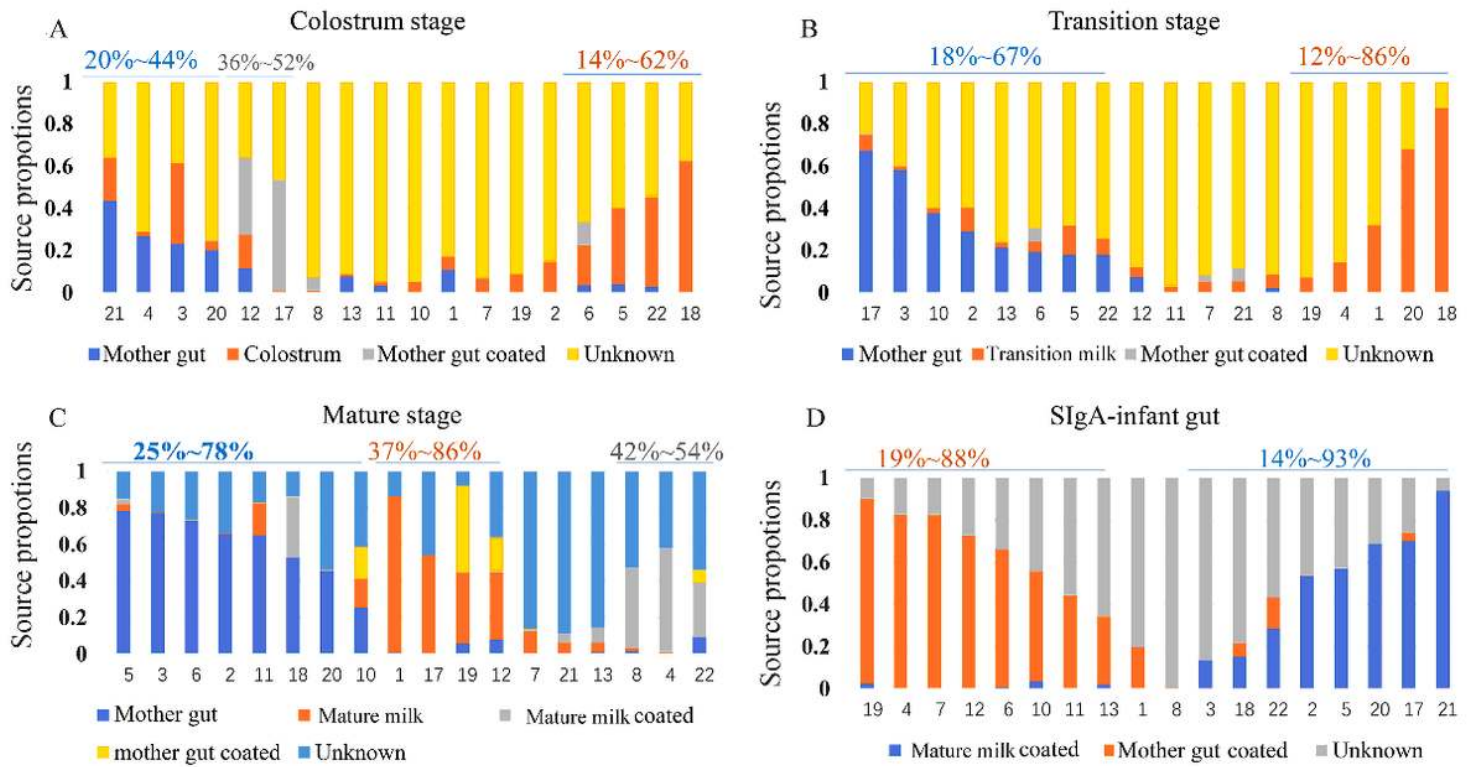 A
Colostrum stage
20%~44%
36%~52%
14%~62%
Source propotions
1
0.8
0.6
0.4
0.2
0
21 4 3 20 12 17 8 13 11 10 1 7 19 2 6 5 22 18
Mother gut Colostrum Mother gut coated Unknown
B
Transition stage
18%~67%
12%~86%
Source propotions
1
0.8
0.6
0.4
0.2
0
17 3 10 2 13 6 5 22 12 11 7 21 8 19 4 1 20 18
Mother gut Transition milk Mother gut coated Unknown
C
Mature stage
25%~78%
37%~86%
42%~54%
Source propotions
1
0.8
0.6
0.4
0.2
0
5 3 6 2 11 18 20 10 1 17 19 12 7 21 13 8 4 22
Mother gut Mature milk Mature milk coated
mother gut coated Unknown
D
SIgA-infant gut
19%~88%
14%~93%
Source propotions
1
0.8
0.6
0.4
0.2
0
19 4 7 12 6 10 11 13 1 8 3 18 22 2 5 20 17 21
Mature milk coated Mother gut coated Unknown